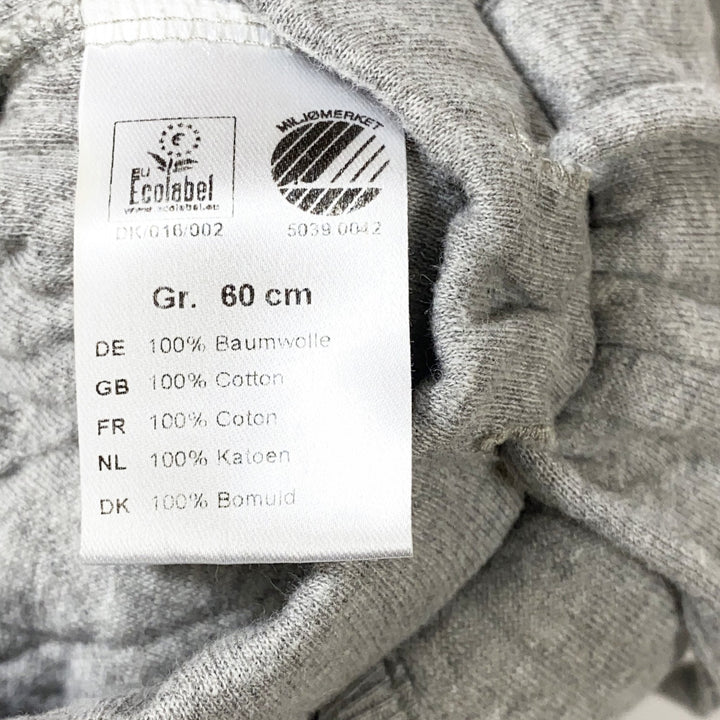 EU
Ecolabel
www.ecolabel.eu
DK/016/002
MILJØMERKET
5039 0042
Gr. 60 cm
DE 100% Baumwolle
GB 100% Cotton
FR 100% Coton
NL 100% Katoen
DK 100% Bomuld